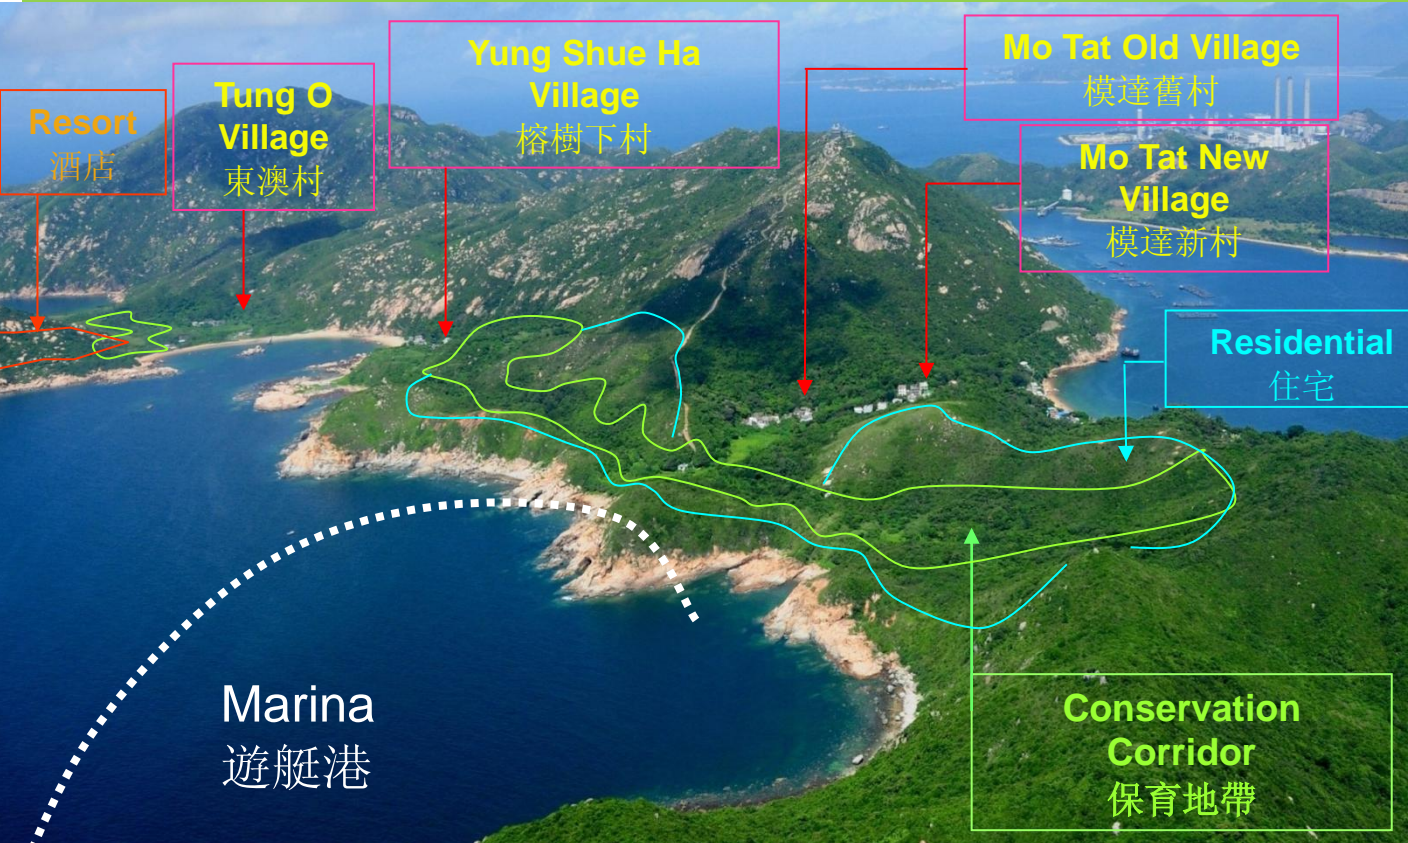 Resort
酒店
Tung O
Village
東澳村
Yung Shue Ha
Village
榕樹下村
Mo Tat Old Village
模達舊村
Mo Tat New
Village
模達新村
Residential
住宅
Marina
遊艇港
Conservation
Corridor
保育地帶